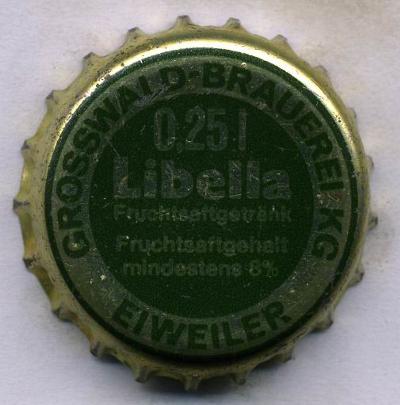 GROSSWALD-BRAUEREI KG
0,25 l
Libella
Fruchtsaftgetränk
Fruchtsaftgehalt
mindestens 8%
EIWEILER